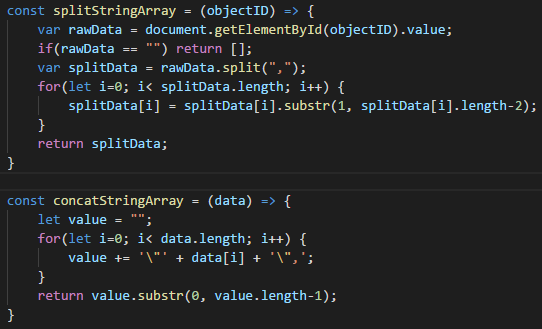 const splitStringArray = (objectID) => {
    var rawData = document.getElementById(objectID).value;
    if(rawData == "") return [];
    var splitData = rawData.split(",");
    for(let i=0; i< splitData.length; i++) {
        splitData[i] = splitData[i].substr(1, splitData[i].length-2);
    }
    return splitData;
}

const concatStringArray = (data) => {
    let value = "";
    for(let i=0; i< data.length; i++) {
        value += '\"' + data[i] + '\",';
    }
    return value.substr(0, value.length-1);
}